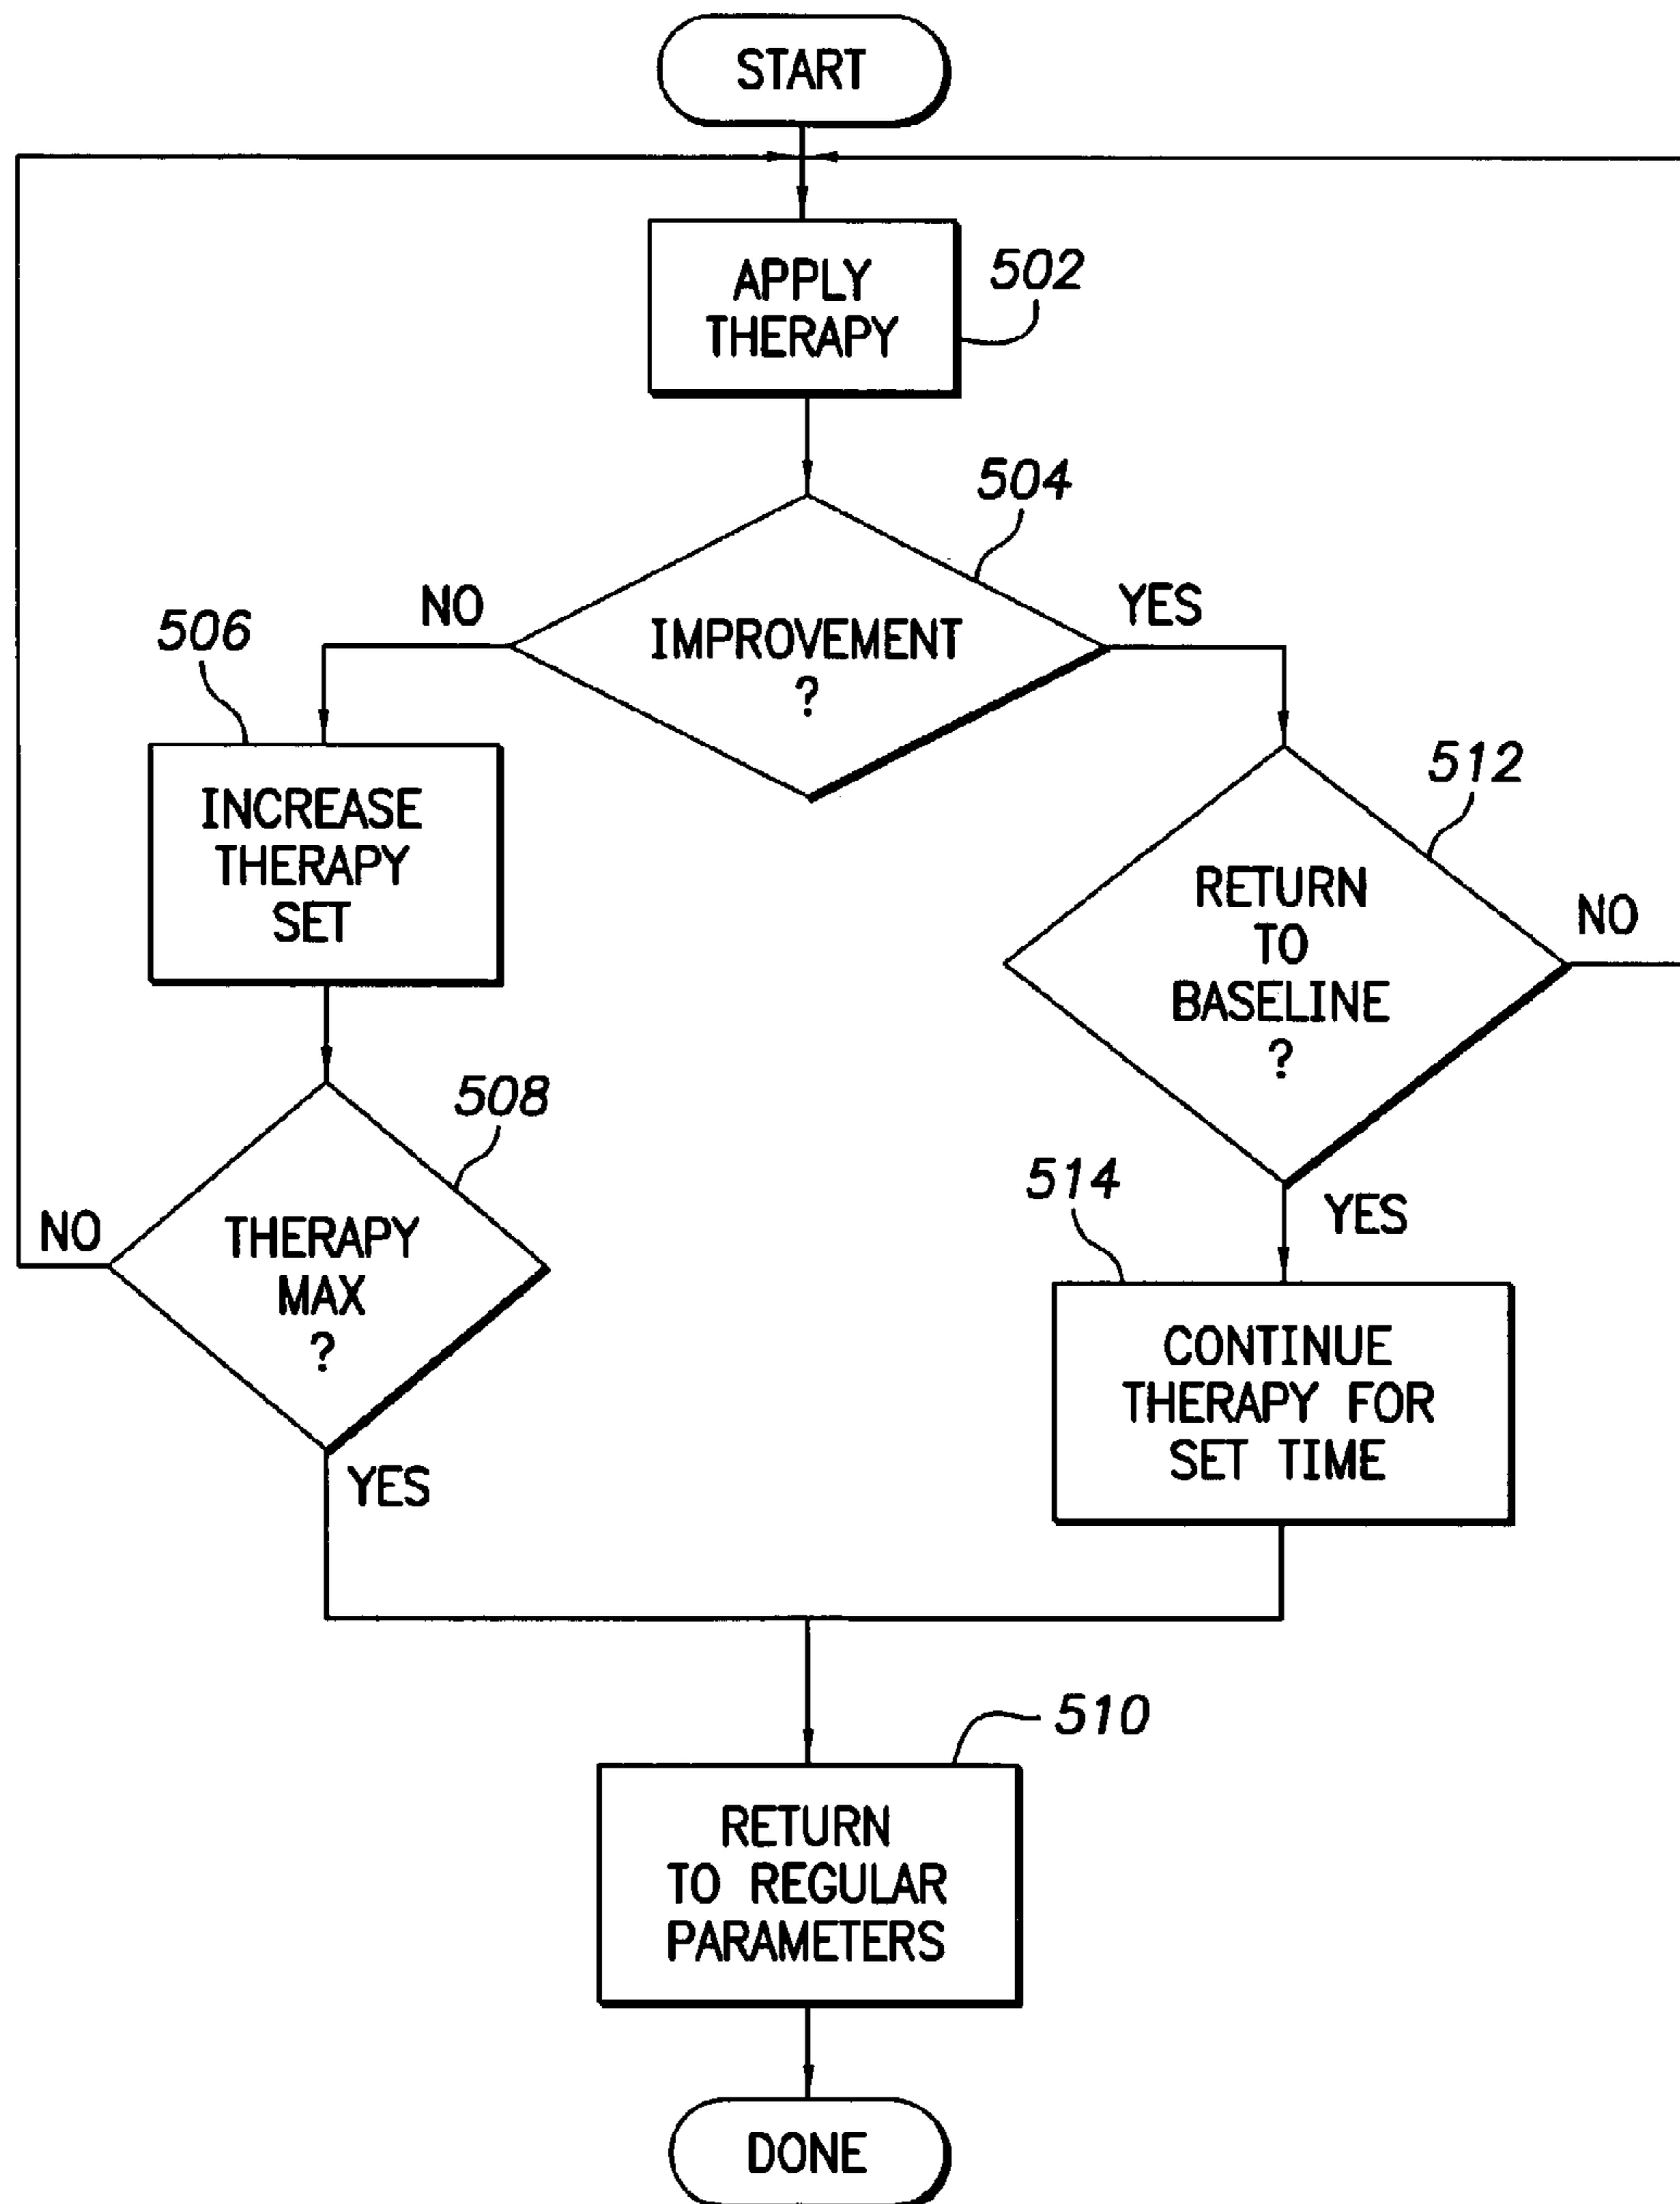 START
APPLY
THERAPY
502
504
NO
IMPROVEMENT
?
YES
506
INCREASE
THERAPY
SET
512
RETURN
TO
BASELINE
?
NO
508
THERAPY
MAX
?
NO
YES
YES
514
CONTINUE
THERAPY FOR
SET TIME
510
RETURN
TO REGULAR
PARAMETERS
DONE